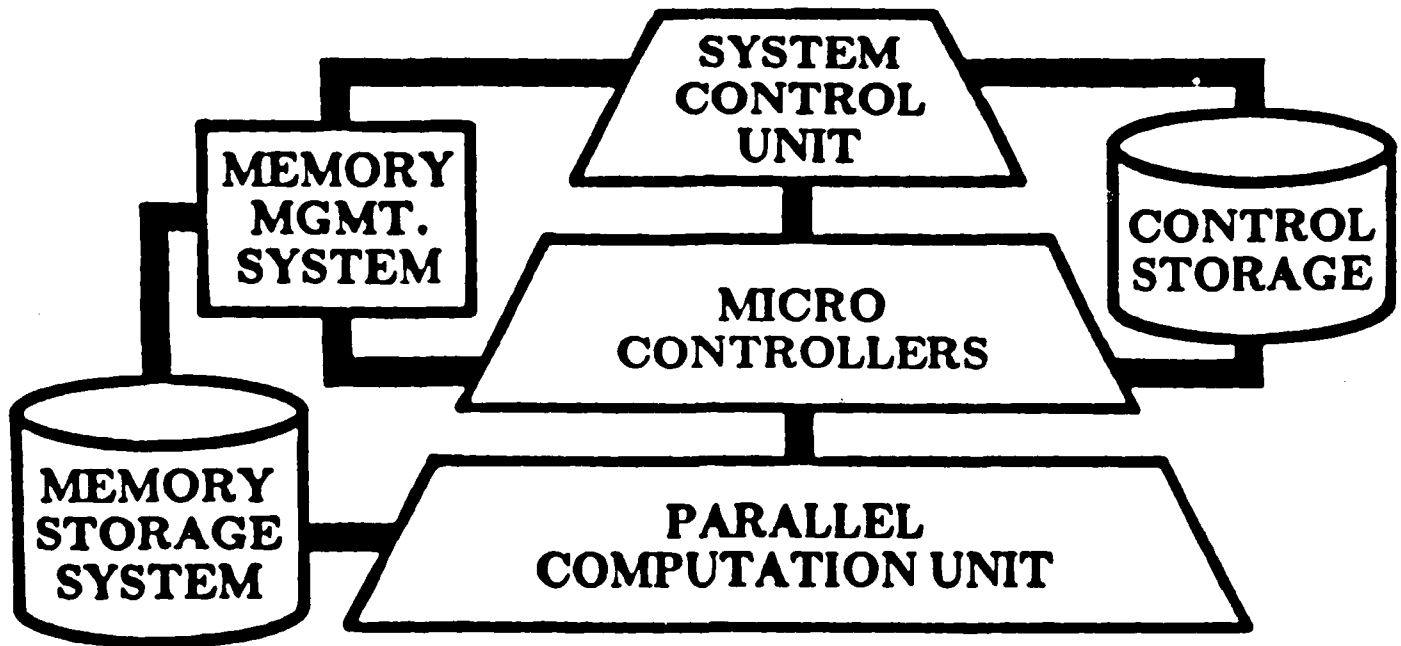 SYSTEM
CONTROL
UNIT
MEMORY
MGMT.
SYSTEM
CONTROL
STORAGE
MICRO
CONTROLLERS
MEMORY
STORAGE
SYSTEM
PARALLEL
COMPUTATION UNIT